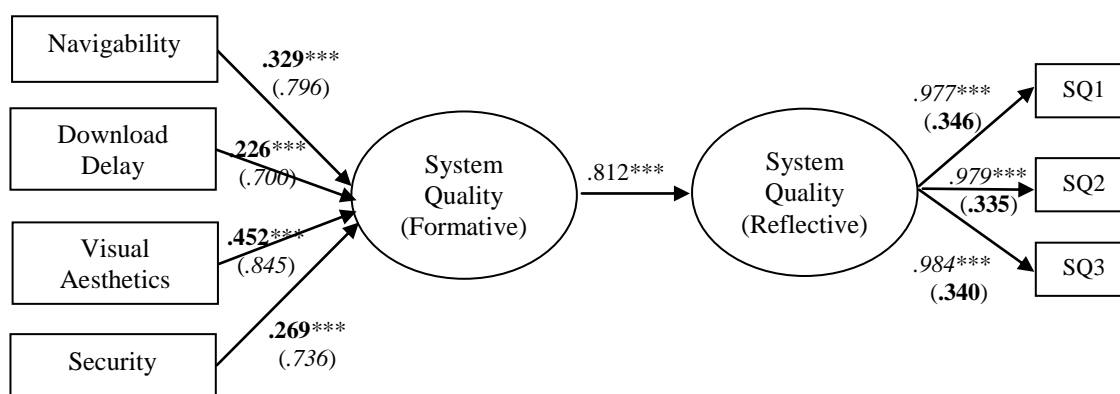 Navigability
.329***
(.796)
Download
Delay
.226***
(.700)
Visual
Aesthetics
.452***
(.845)
Security
.269***
(.736)
System
Quality
(Formative)
.812***
System
Quality
(Reflective)
.977***
(.346)
SQ1
.979***
(.335)
SQ2
.984***
(.340)
SQ3